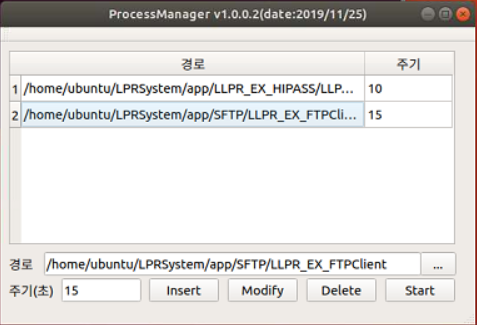 ProcessManager v1.0.0.2(date:2019/11/25)
경로 주기
1 /home/ubuntu/LPRSystem/app/LLPR_EX_HIPASS/LLP... 10
2 /home/ubuntu/LPRSystem/app/SFTP/LLPR_EX_FTPCli... 15
경로 /home/ubuntu/LPRSystem/app/SFTP/LLPR_EX_FTPClient ...
주기(초) 15 Insert Modify Delete Start